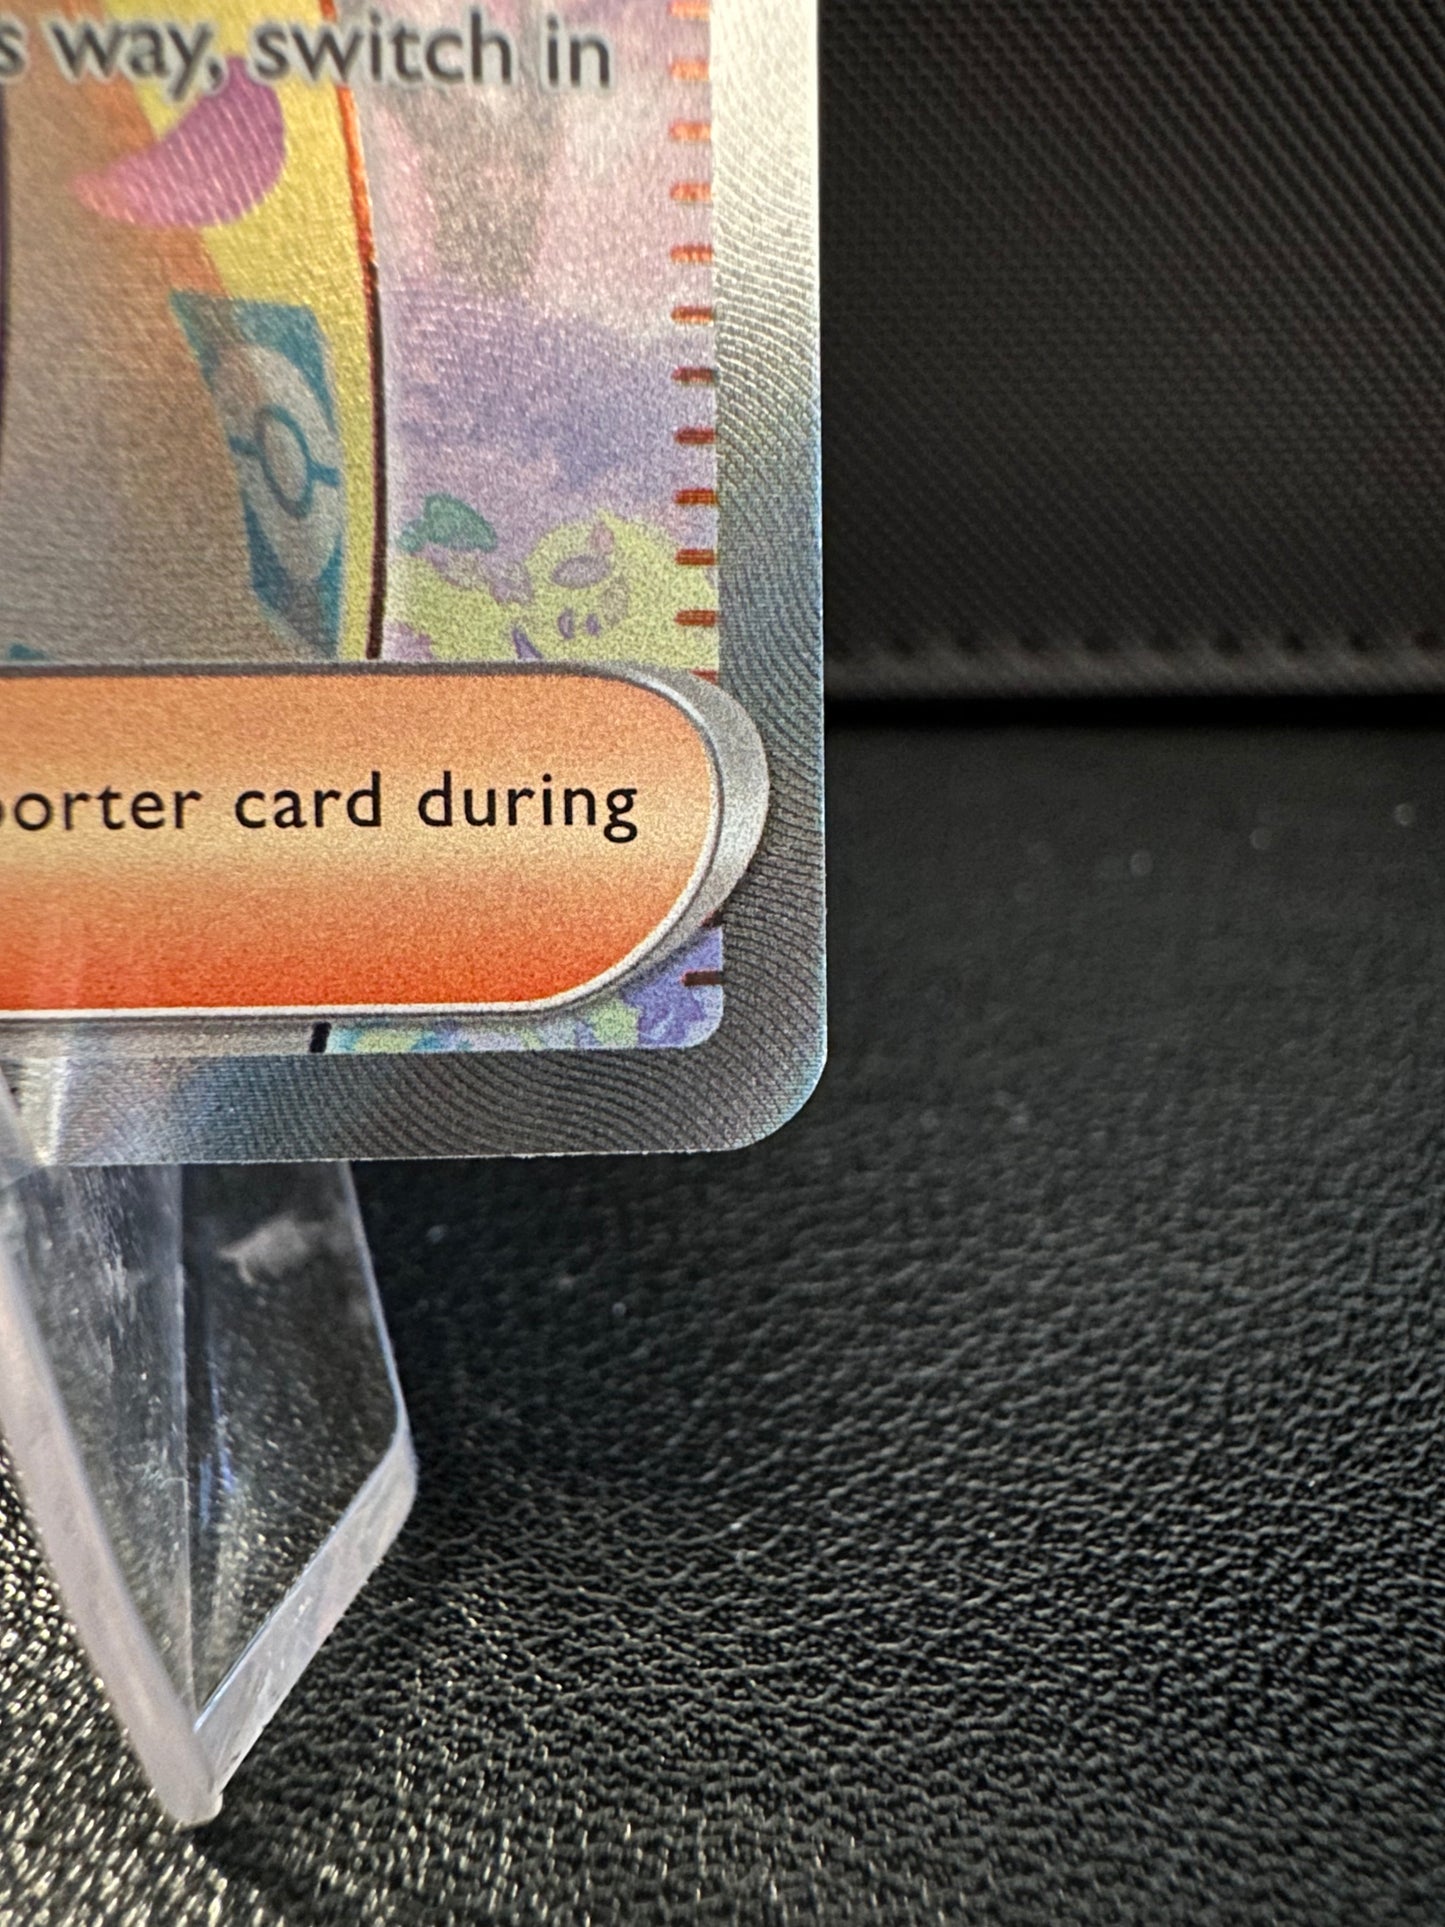 s way, switch in
porter card during